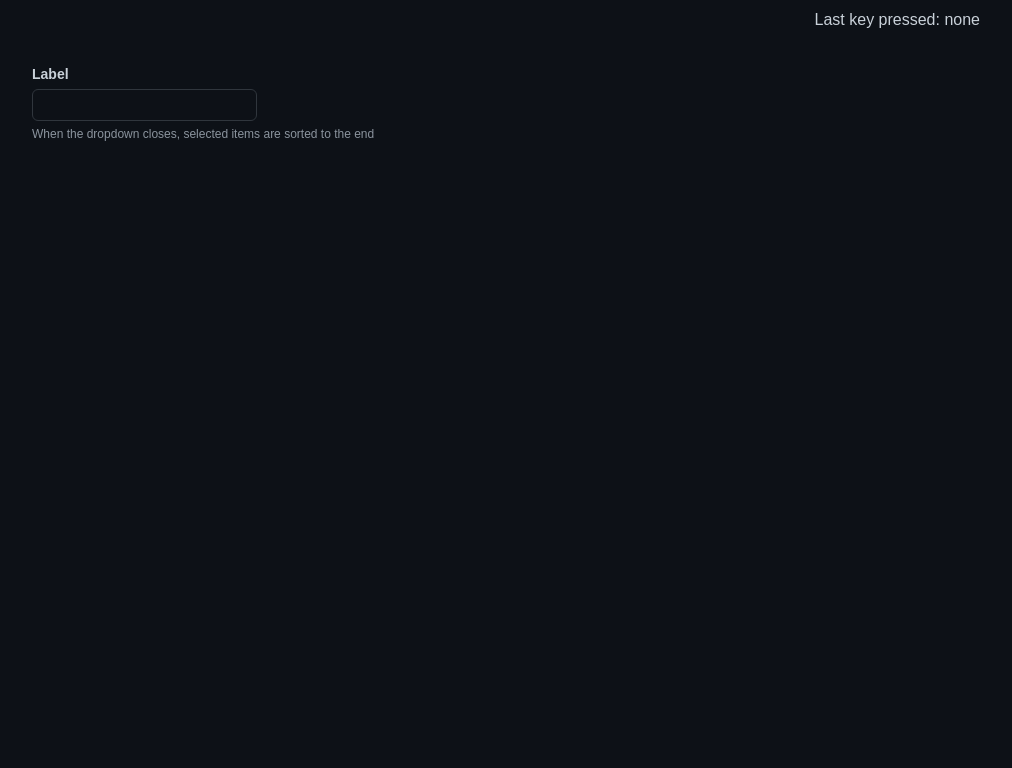 Last key pressed: none
Label
When the dropdown closes, selected items are sorted to the end